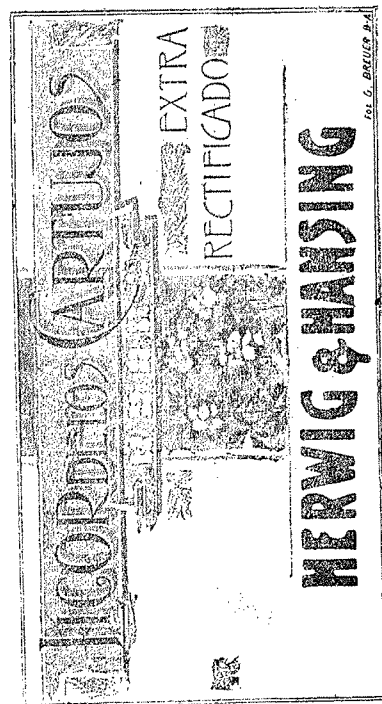 LICOR DE LOS CARTUJOS
EXTRA
RECTIFICADO
HERWIG & HANSING
Fot G. BREUER B-A